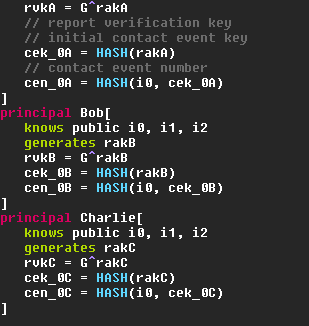 rvkA = G^rakA
// report verification key
// initial contact event key
cek_0A = HASH(rakA)
// contact event number
cen_0A = HASH(i0, cek_0A)
]
principal Bob[
knows public i0, i1, i2
generates rakB
rvkB = G^rakB
cek_0B = HASH(rakB)
cen_0B = HASH(i0, cek_0B)
]
principal Charlie[
knows public i0, i1, i2
generates rakC
rvkC = G^rakC
cek_0C = HASH(rakC)
cen_0C = HASH(i0, cek_0C)
]